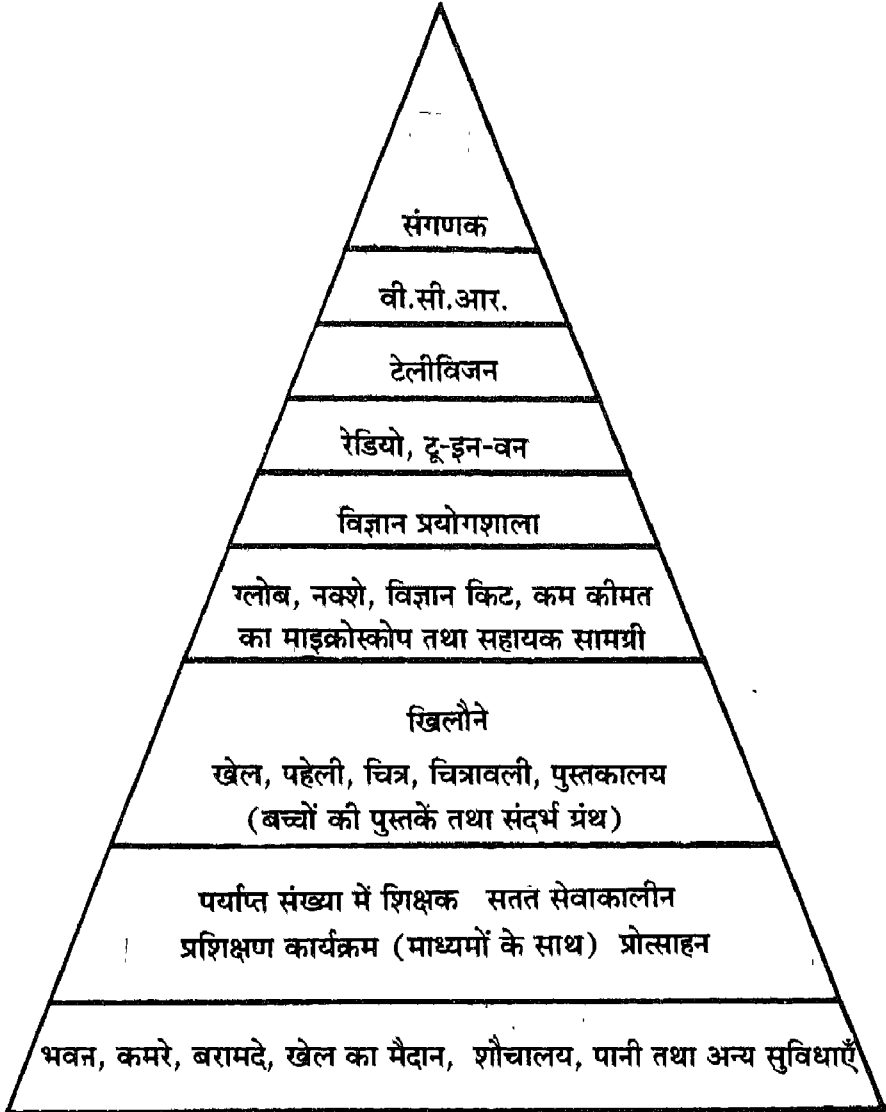 संगणक
वी.सी.आर.
टेलीविजन
रेडियो, टू-इन-वन
विज्ञान प्रयोगशाला
ग्लोब, नक्शे, विज्ञान किट, कम कीमत
का माइक्रोस्कोप तथा सहायक सामग्री
खिलौने
खेल, पहेली, चित्र, चित्रावली, पुस्तकालय
(बच्चों की पुस्तकें तथा संदर्भ ग्रंथ)
पर्याप्त संख्या में शिक्षक सतत सेवाकालीन
प्रशिक्षण कार्यक्रम (माध्यमों के साथ) प्रोत्साहन
भवन, कमरे, बरामदे, खेल का मैदान, शौचालय, पानी तथा अन्य सुविधाएँ